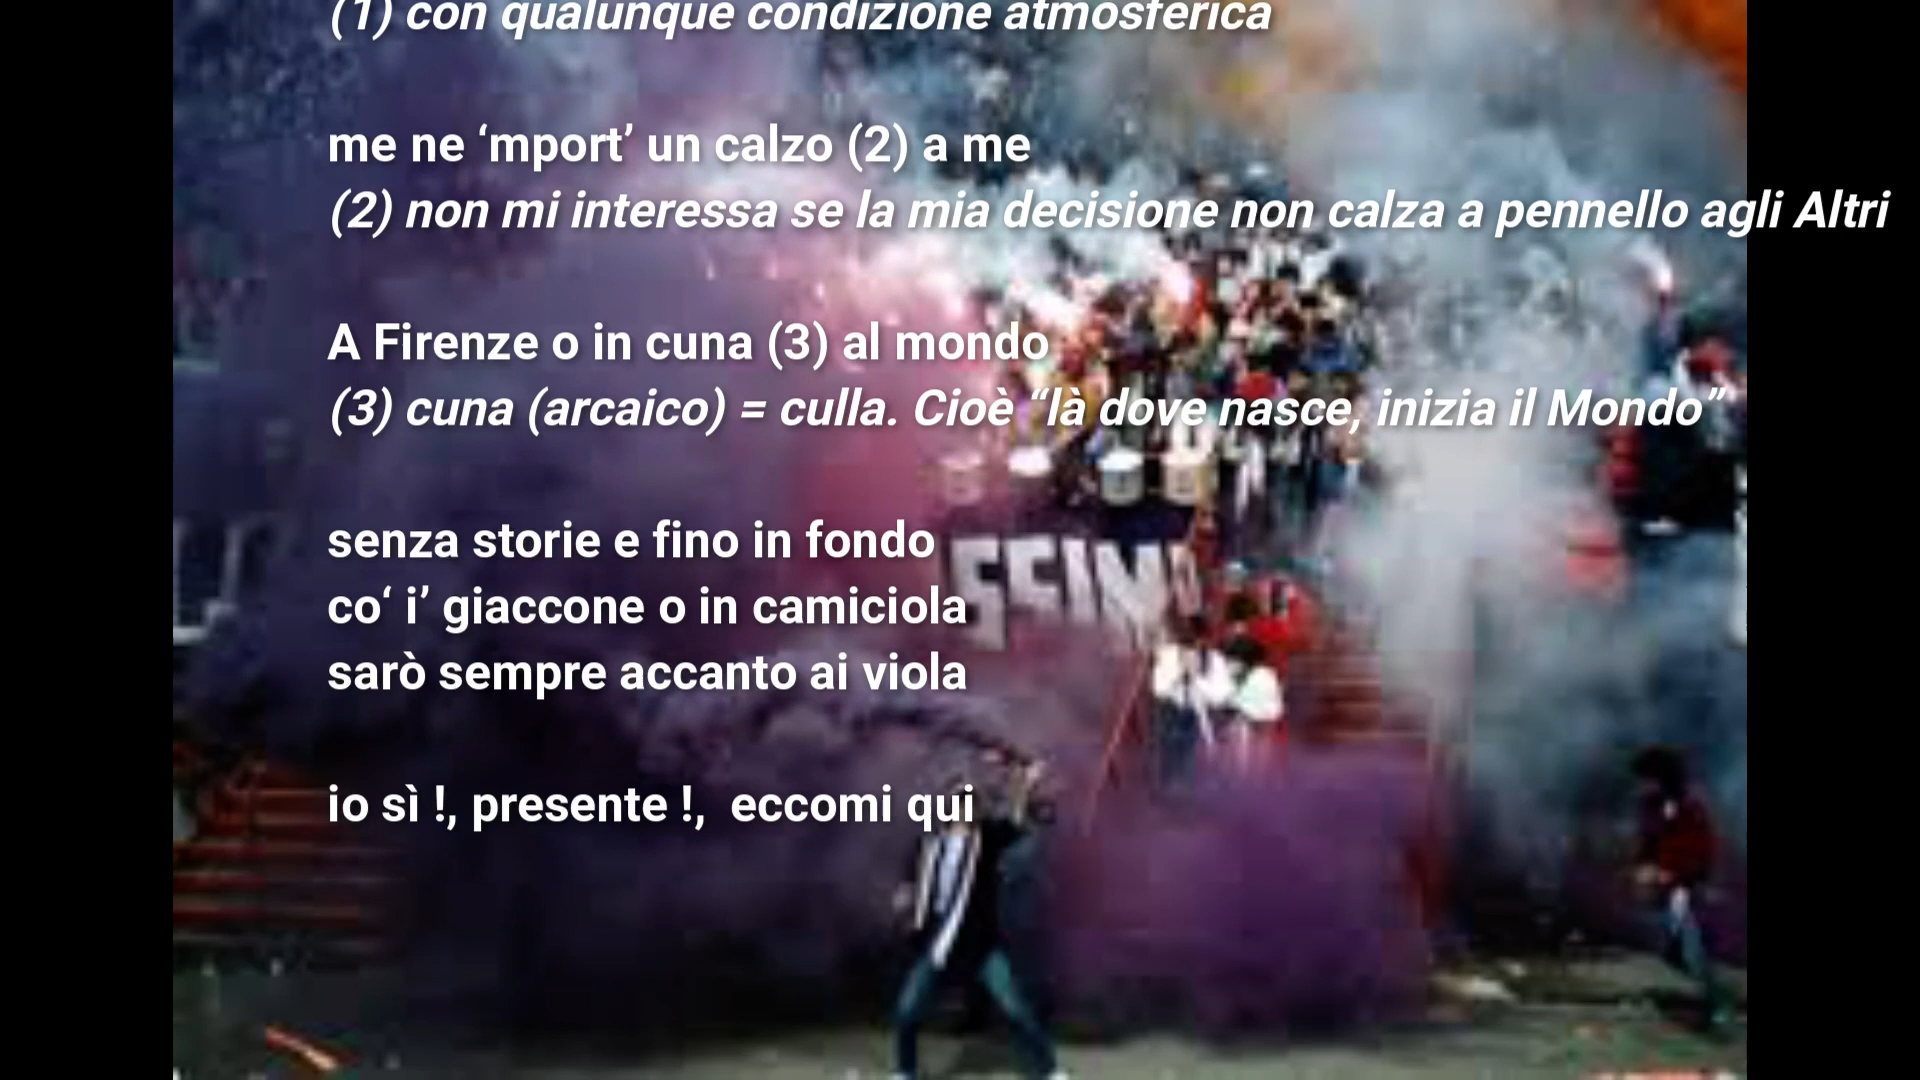 (1) con qualunque condizione atmosferica
me ne ‘mport’ un calzo (2) a me
(2) non mi interessa se la mia decisione non calza a pennello agli Altri
A Firenze o in cuna (3) al mondo
(3) cuna (arcaico) = culla. Cioè “là dove nasce, inizia il Mondo”
senza storie e fino in fondo
co‘ i’ giaccone o in camiciola
sarò sempre accanto ai viola
io sì !, presente !,  eccomi qui